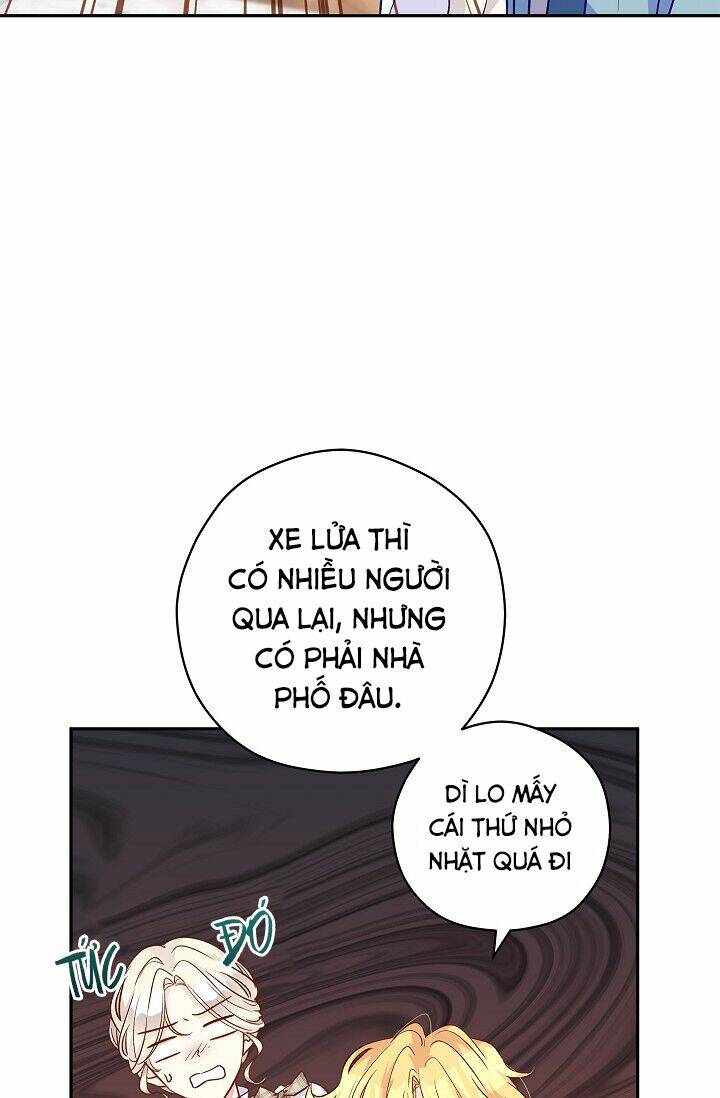 XE LỬA THÌ
CÓ NHIỀU NGƯỜI
QUA LẠI, NHƯNG
CÓ PHẢI NHÀ
PHỐ ĐÂU.
DÌ LO MẤY
CÁI THỨ NHỎ
NHẶT QUÁ ĐI
TỨC ĐÓ